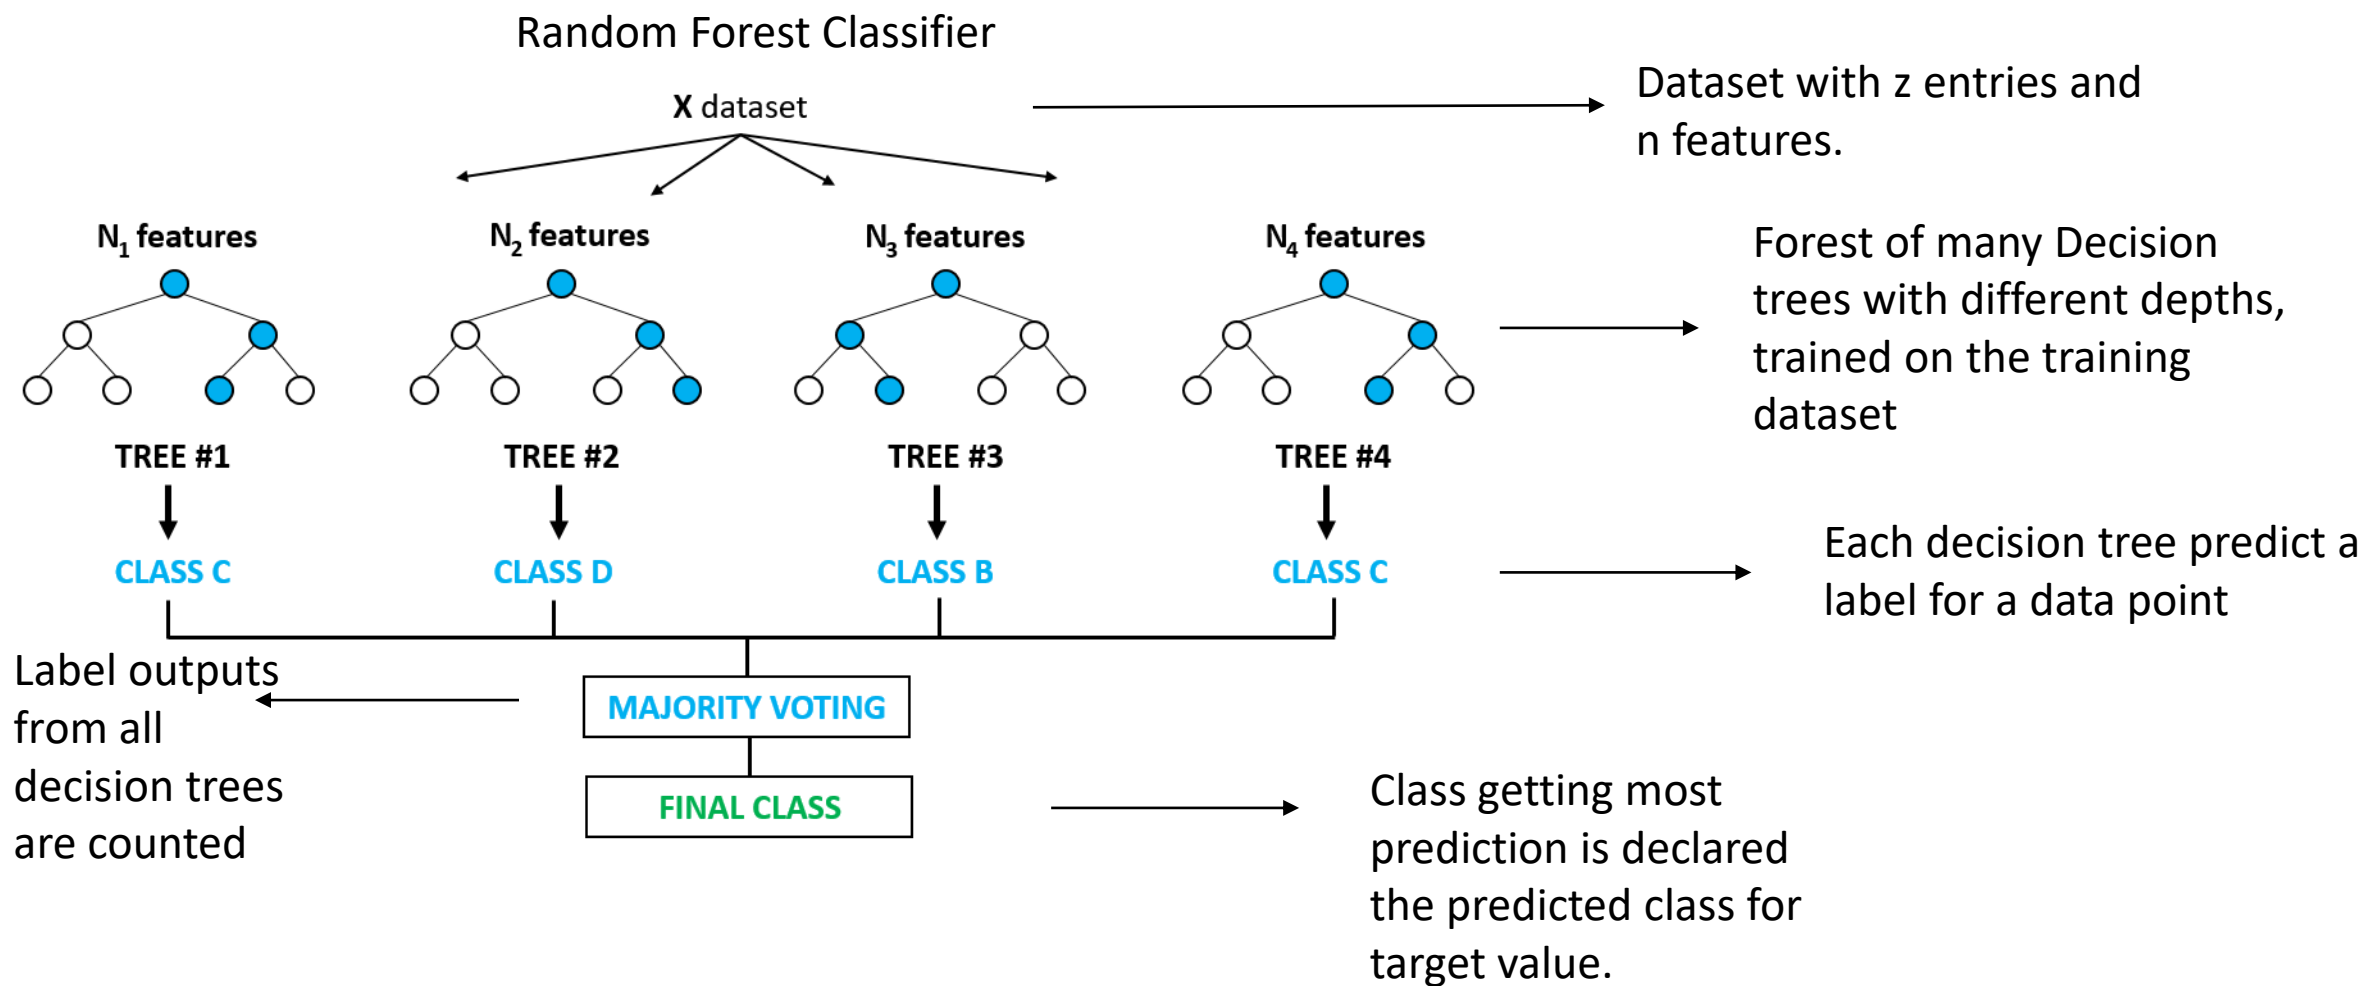 Random Forest Classifier
X dataset
Dataset with z entries and
n features.
N1 features
N2 features
N3 features
N4 features
Forest of many Decision
trees with different depths,
trained on the training
dataset
TREE #1
TREE #2
TREE #3
TREE #4
CLASS C
CLASS D
CLASS B
CLASS C
Each decision tree predict a
label for a data point
Label outputs
from all
decision trees
are counted
MAJORITY VOTING
FINAL CLASS
Class getting most
prediction is declared
the predicted class for
target value.